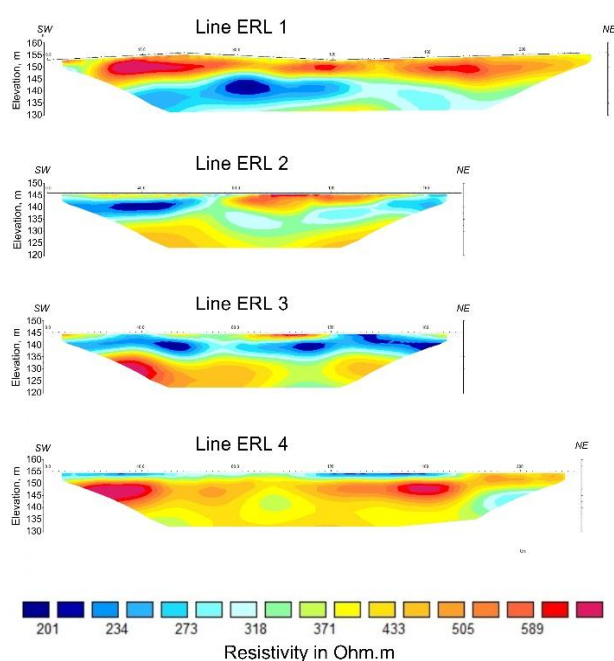 Line ERL 1
SW
NE
Elevation, m
160
155
150
145
140
135
130
Line ERL 2
SW
NE
Elevation, m
150
145
140
135
130
125
120
Line ERL 3
SW
NE
Elevation, m
150
145
140
135
130
125
120
Line ERL 4
SW
NE
Elevation, m
160
155
150
145
140
135
130
201 234 273 318 371 433 505 589
Resistivity in Ohm.m